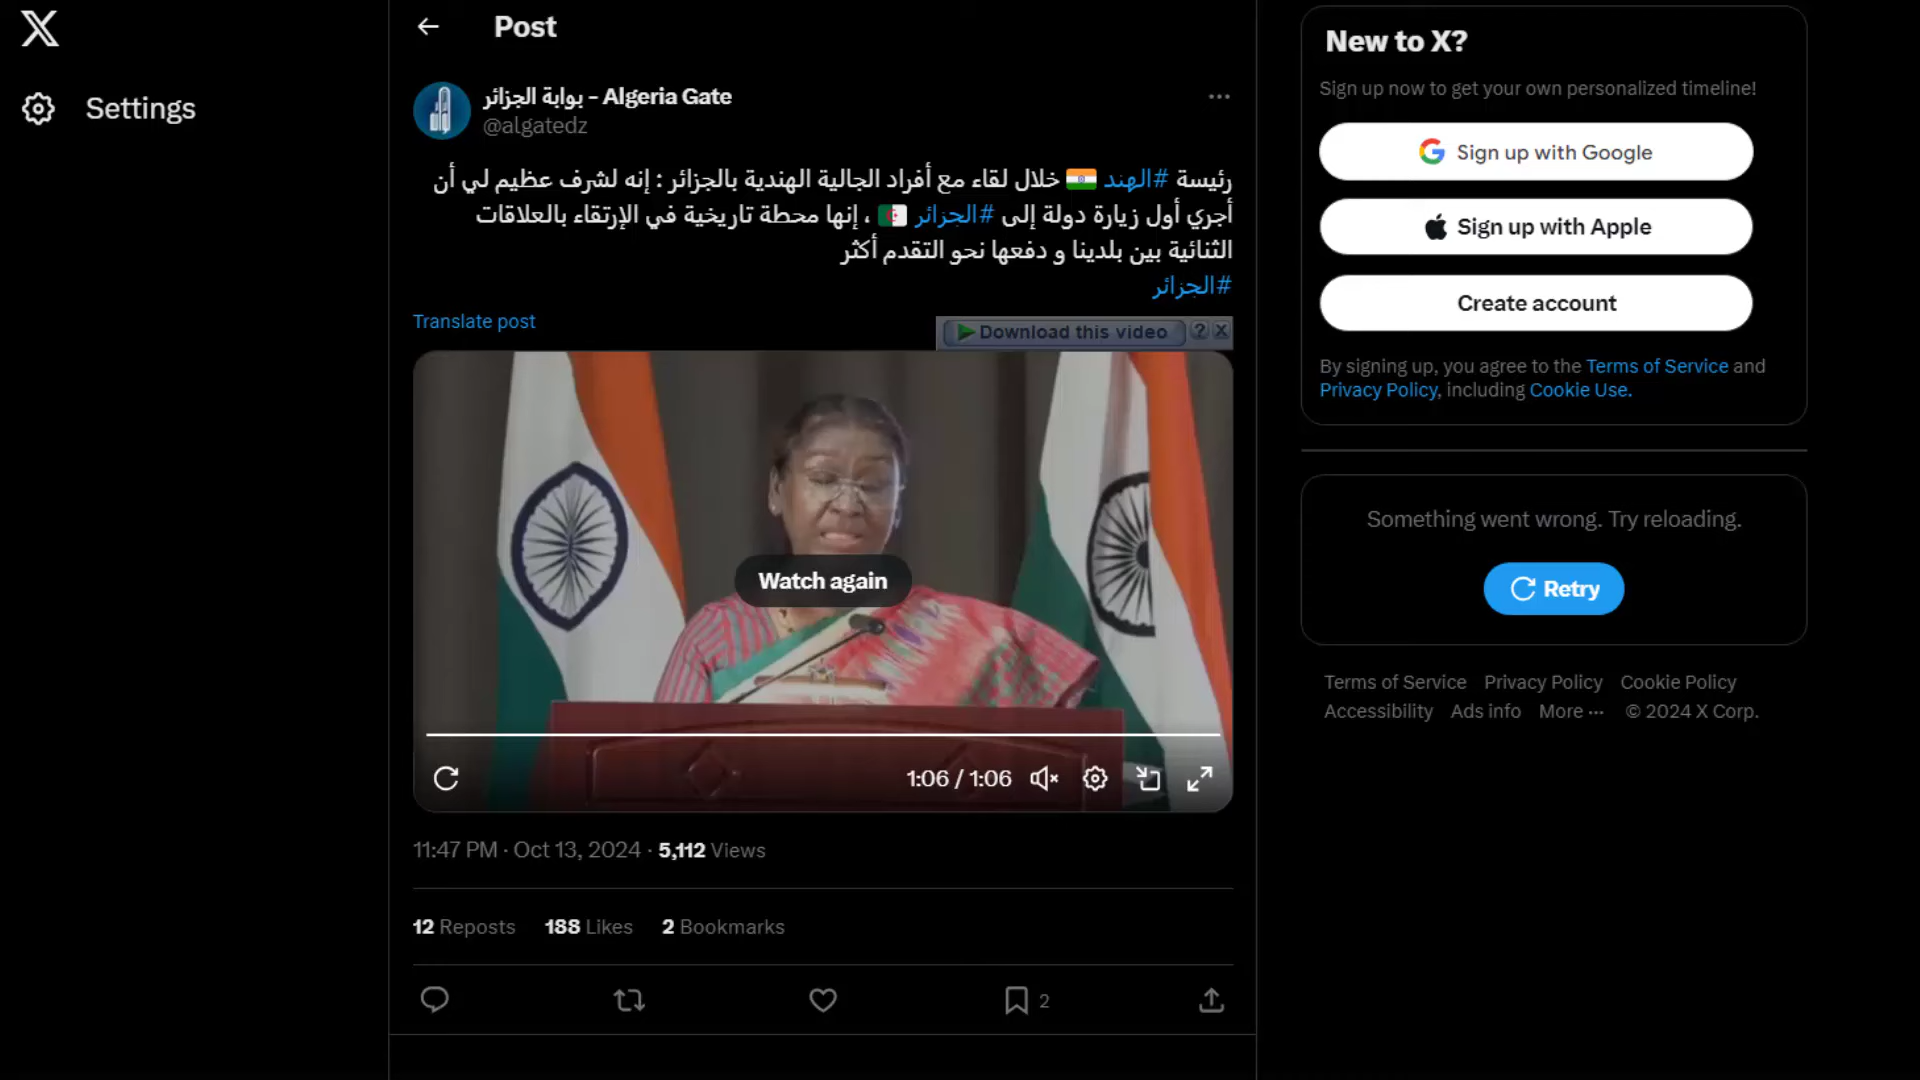 Settings
Post
بوابة الجزائر - Algeria Gate
@algatedz
رئيسة #الهند 🇮🇳 خلال لقاء مع أفراد الجالية الهندية بالجزائر : إنه لشرف عظيم لي أن
أجري أول زيارة دولة إلى #الجزائر 🇩🇿 ، إنها محطة تاريخية في الإرتقاء بالعلاقات
الثنائية بين بلدينا و دفعها نحو التقدم أكثر
#الجزائر
Translate post
Download this video ? X
Watch again
1:06 / 1:06
11:47 PM · Oct 13, 2024 · 5,112 Views
12 Reposts 188 Likes 2 Bookmarks
2
New to X?
Sign up now to get your own personalized timeline!
Sign up with Google
Sign up with Apple
Create account
By signing up, you agree to the Terms of Service and
Privacy Policy, including Cookie Use.
Something went wrong. Try reloading.
Retry
Terms of Service Privacy Policy Cookie Policy
Accessibility Ads info More ··· © 2024 X Corp.